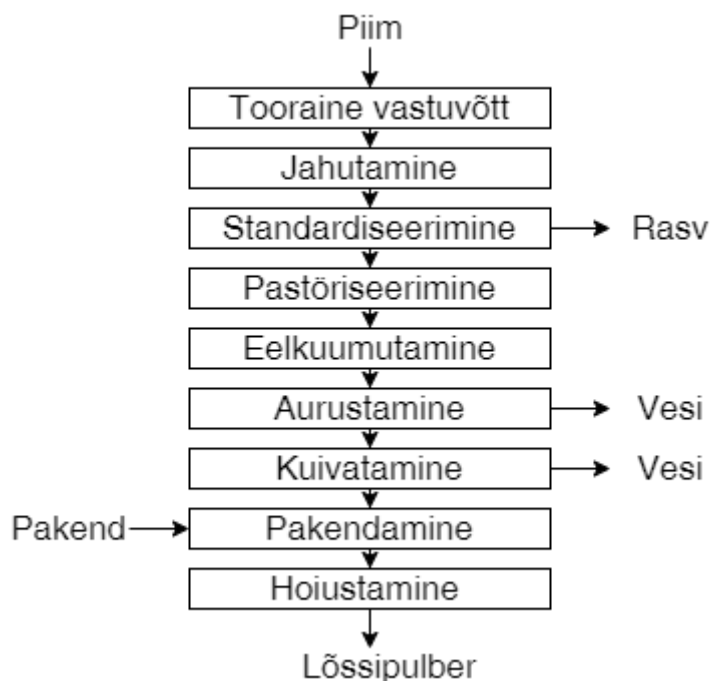 Piim
Tooraine vastuvõtt
Jahutamine
Standardiseerimine
Rasv
Pastöriseerimine
Eelkuumutamine
Aurustamine
Vesi
Kuivatamine
Vesi
Pakend
Pakendamine
Hoiustamine
Lõssipulber